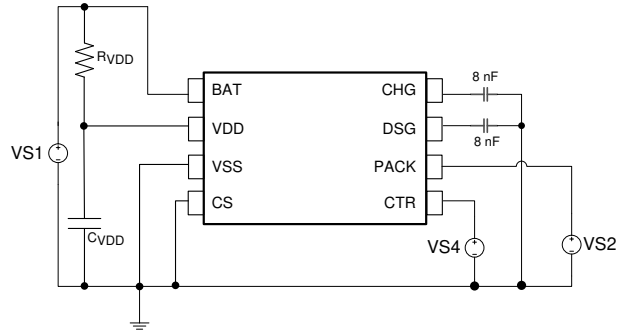 8 nF
RVDD
BAT CHG
VDD DSG
8 nF
VS1
VSS PACK
CS CTR
CVDD
VS4
VS2